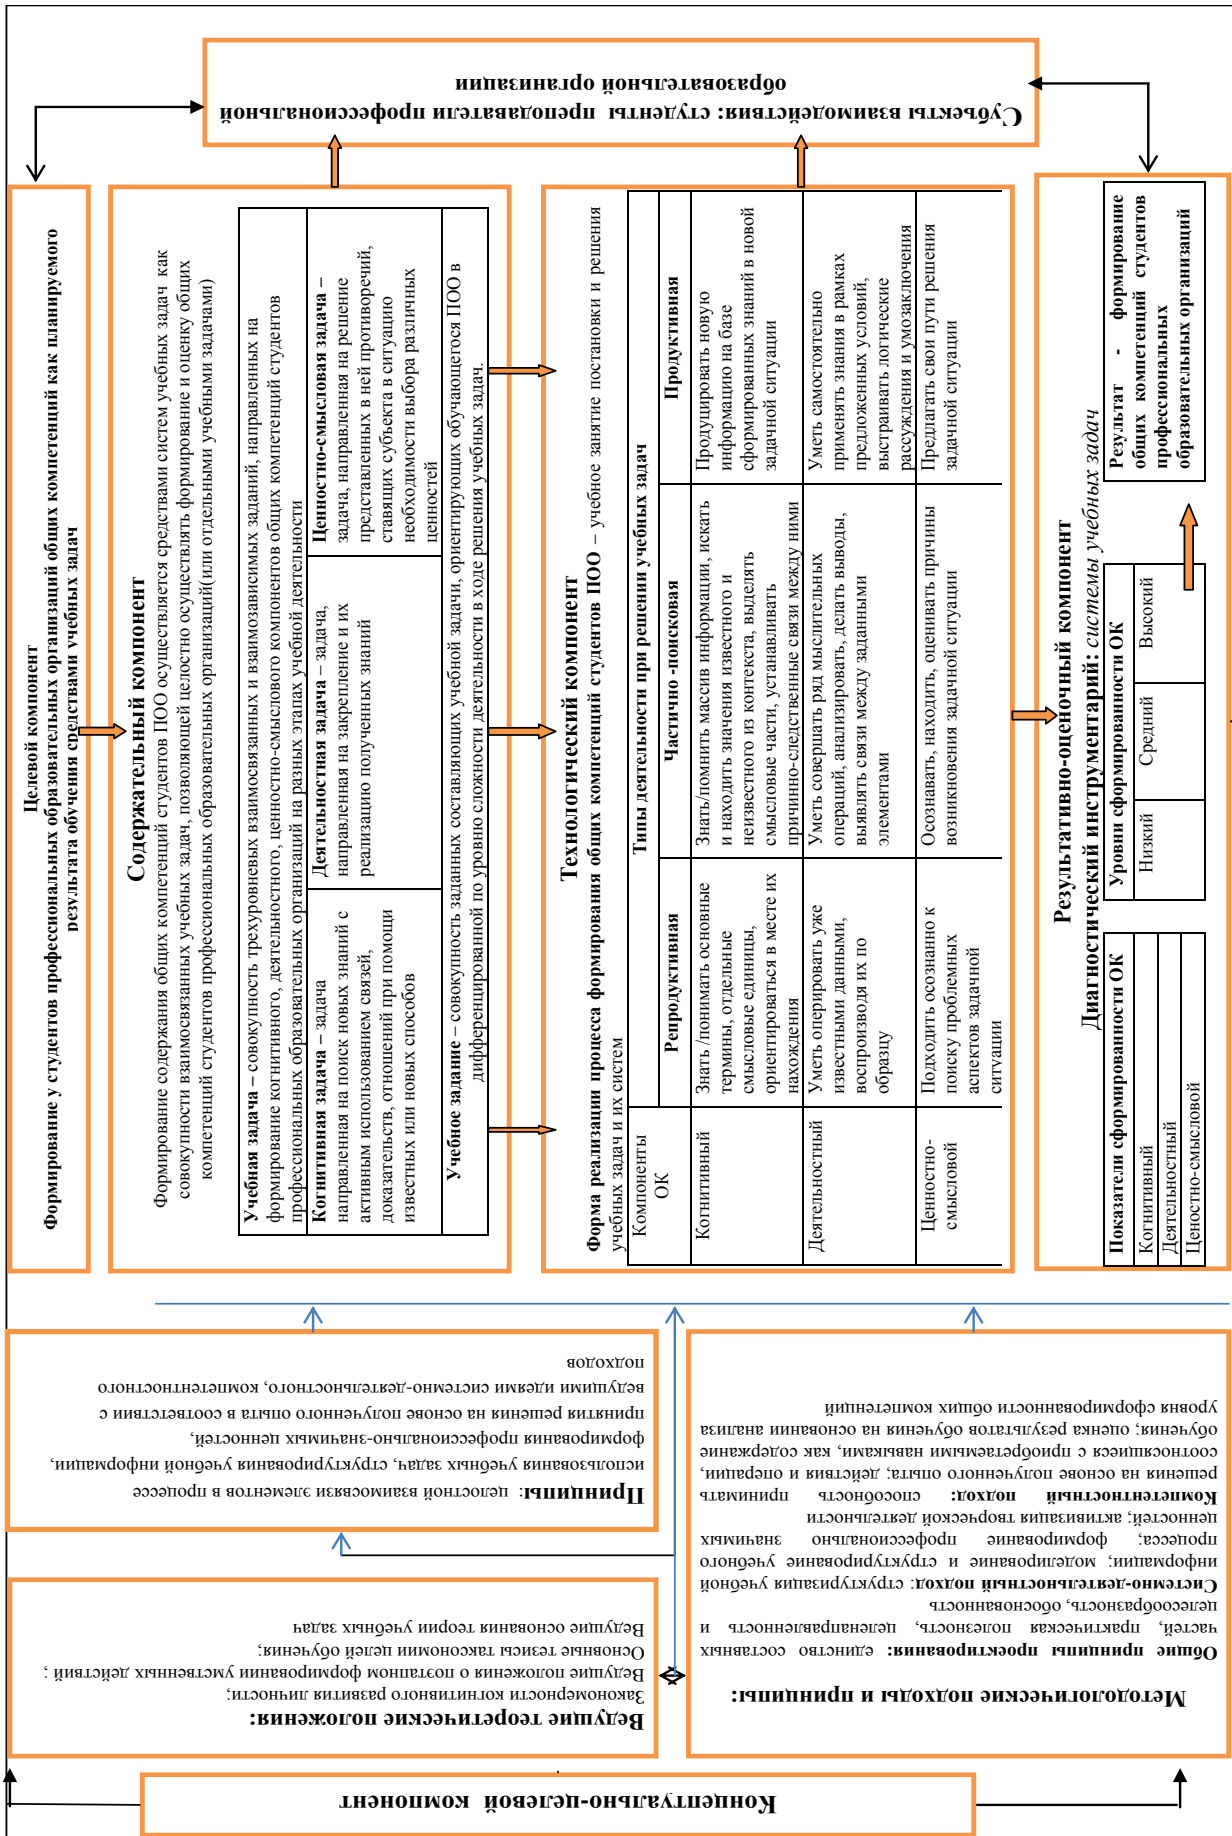 Концептуально-целевой компонент
Ведущие теоретические положения:
Закономерности когнитивного развития личности;
Ведущие положения о поэтапном формировании умственных действий ;
Основные тезисы таксономии целей обучения;
Ведущие основания теории учебных задач
Методологические подходы и принципы:
Общие принципы проектирования: единство составных
частей, практическая полезность, целенаправленность и
целесообразность, обоснованность
Системно-деятельностный подход: структуризация учебной
информации; моделирование и структурирование учебного
процесса; формирование профессионально значимых
ценностей; активизация творческой деятельности
Компетентностный подход: способность принимать
решения на основе полученного опыта; действия и операции,
соотносящиеся с приобретаемыми навыками, как содержание
обучения; оценка результатов обучения на основании анализа
уровня сформированности общих компетенций
Принципы: целостной взаимосвязи элементов в процессе
использования учебных задач, структурирования учебной информации,
формирования профессионально-значимых ценностей,
принятия решения на основе полученного опыта в соответствии с
ведущими идеями системно-деятельностного, компетентностного
подходов
Целевой компонент
Формирование у студентов профессиональных образовательных организаций общих компетенций как планируемого
результата обучения средствами учебных задач
Содержательный компонент
Формирование содержания общих компетенций студентов ПОО осуществляется средствами систем учебных задач как
совокупности взаимосвязанных учебных задач, позволяющей целостно осуществлять формирование и оценку общих
компетенций студентов профессиональных образовательных организаций(или отдельными учебными задачами)
Учебная задача – совокупность трехуровневых взаимосвязанных и взаимозависимых заданий, направленных на
формирование когнитивного, деятельностного, ценностно-смыслового компонентов общих компетенций студентов
профессиональных образовательных организаций на разных этапах учебной деятельности
Когнитивная задача – задача
направленная на поиск новых знаний с
активным использованием связей,
доказательств, отношений при помощи
известных или новых способов
Деятельностная задача – задача,
направленная на закрепление и их
реализацию полученных знаний
Ценностно-смысловая задача –
задача, направленная на решение
представленных в ней противоречий,
ставящих субъекта в ситуацию
необходимости выбора различных
ценностей
Учебное задание – совокупность заданных составляющих учебной задачи, ориентирующих обучающегося ПОО в
дифференцированной по уровню сложности деятельности в ходе решения учебных задач.
Технологический компонент
Форма реализации процесса формирования общих компетенций студентов ПОО – учебное занятие постановки и решения
учебных задач и их систем
Компоненты
ОК
Типы деятельности при решении учебных задач
Репродуктивная
Частично -поисковая
Продуктивная
Когнитивный
Знать /понимать основные
термины, отдельные
смысловые единицы,
ориентироваться в месте их
нахождения
Знать/помнить массив информации, искать
и находить значения известного и
неизвестного из контекста, выделять
смысловые части, устанавливать
причинно-следственные связи между ними
Продуцировать новую
информацию на базе
сформированных знаний в новой
задачной ситуации
Деятельностный
Уметь оперировать уже
известными данными,
воспроизводя их по
образцу
Уметь совершать ряд мыслительных
операций, анализировать, делать выводы,
выявлять связи между заданными
элементами
Уметь самостоятельно
применять знания в рамках
предложенных условий,
выстраивать логические
рассуждения и умозаключения
Ценностно-
смысловой
Подходить осознанно к
поиску проблемных
аспектов задачной
ситуации
Осознавать, находить, оценивать причины
возникновения задачной ситуации
Предлагать свои пути решения
задачной ситуации
Результативно-оценочный компонент
Диагностический инструментарий: системы учебных задач
Показатели сформированности ОК
Когнитивный
Деятельностный
Ценостно-смысловой
Уровни сформированности ОК
Низкий
Средний
Высокий
Результат - формирование
общих компетенций студентов
профессиональных
образовательных организаций
Субъекты взаимодействия: студенты преподаватели профессиональной
образовательной организации